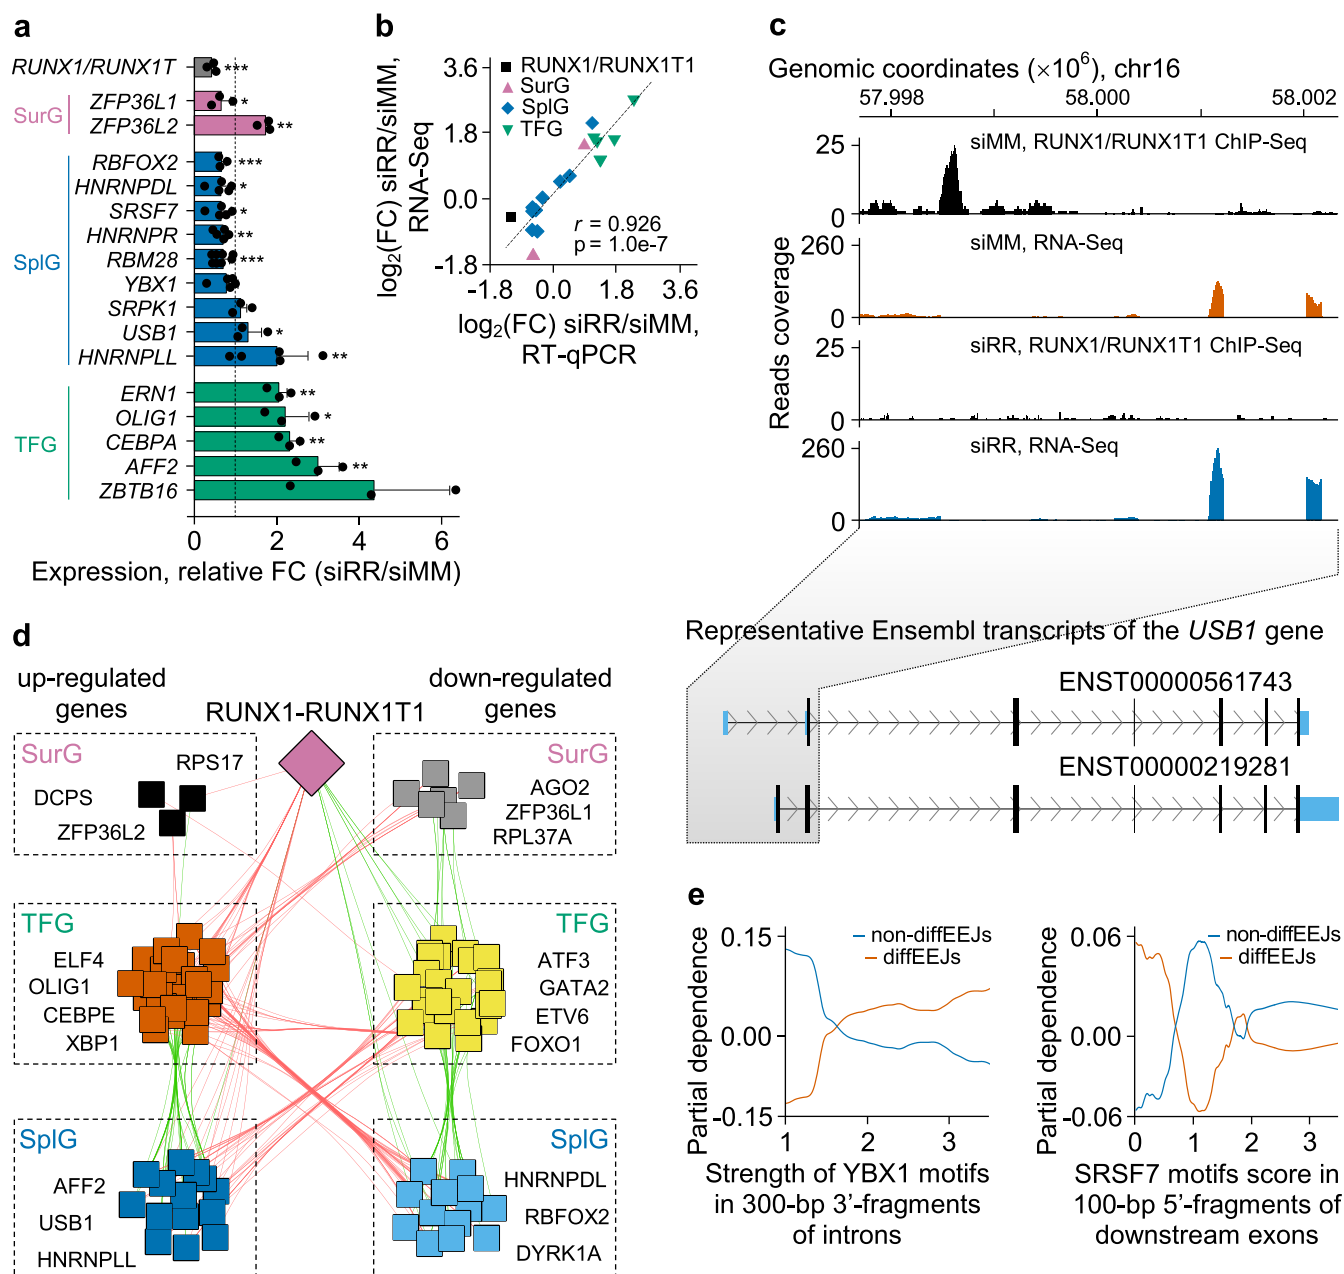 a
RUNX1/RUNX1T
***
ZFP36L1
*
SurG
ZFP36L2
**
RBFOX2
***
HNRNPDL
*
SRSF7
*
HNRNPR
**
SplG
RBM28
***
YBX1
SRPK1
USB1
*
HNRNPLL
**
ERN1
**
OLIG1
*
TFG
CEBPA
**
AFF2
**
ZBTB16
0 2 4 6
Expression, relative FC (siRR/siMM)
b
log2(FC) siRR/siMM,
RNA-Seq
3.6
1.8
0.0
-1.8
RUNX1/RUNX1T1
SurG
SplG
TFG
r = 0.926
p = 1.0e-7
-1.8 0.0 1.8 3.6
log2(FC) siRR/siMM,
RT-qPCR
c
Genomic coordinates (×10⁶), chr16
57.998 58.000 58.002
Reads coverage
25
siMM, RUNX1/RUNX1T1 ChIP-Seq
0
260
siMM, RNA-Seq
0
25
siRR, RUNX1/RUNX1T1 ChIP-Seq
0
260
siRR, RNA-Seq
0
Representative Ensembl transcripts of the USB1 gene
ENST00000561743
ENST00000219281
d
up-regulated
genes
RUNX1-RUNX1T1
down-regulated
genes
SurG
RPS17
DCPS
ZFP36L2
SurG
AGO2
ZFP36L1
RPL37A
TFG
ELF4
OLIG1
CEBPE
XBP1
TFG
ATF3
GATA2
ETV6
FOXO1
SplG
AFF2
USB1
HNRNPLL
SplG
HNRNPDL
RBFOX2
DYRK1A
e
Partial dependence
0.15
0.00
-0.15
non-diffEEJs
diffEEJs
1 2 3
Strength of YBX1 motifs
in 300-bp 3'-fragments
of introns
Partial dependence
0.06
0.00
-0.06
non-diffEEJs
diffEEJs
0 1 2 3
SRSF7 motifs score in
100-bp 5'-fragments of
downstream exons